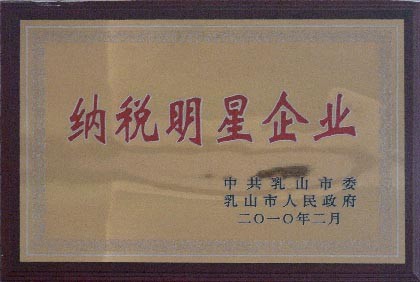 纳税明星企业
中共乳山市委
乳山市人民政府
二〇一〇年二月